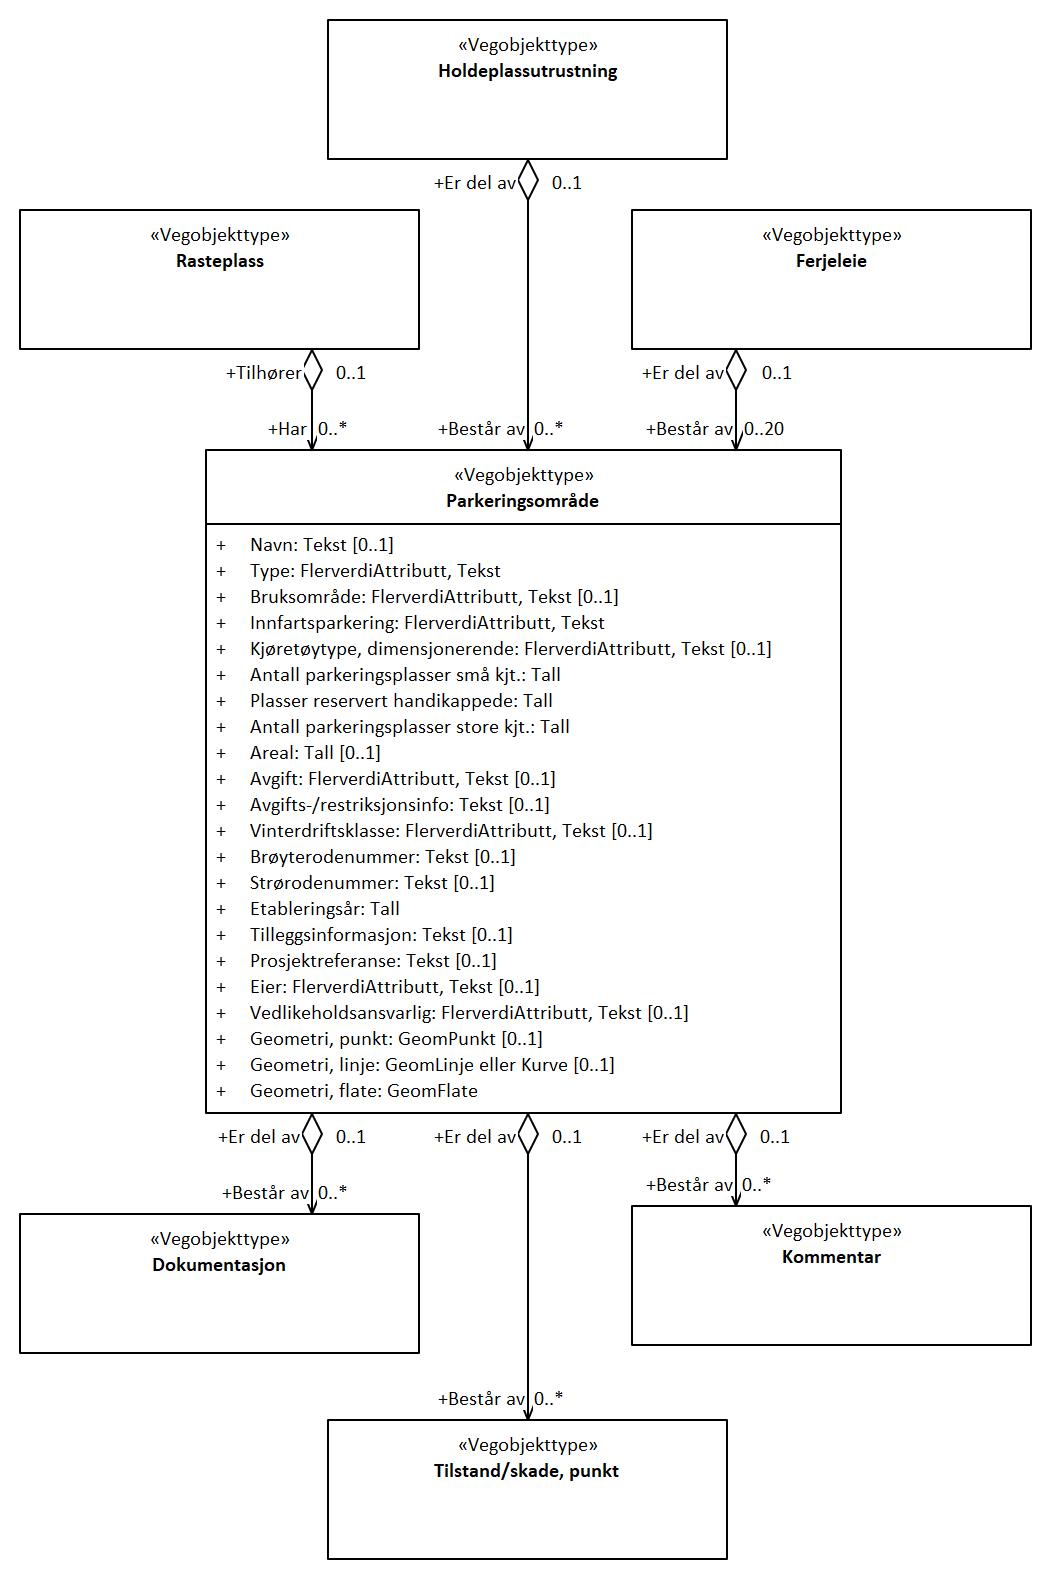 «Vegobjekttype»
Holdeplassutrustning
+Er del av 0..1
«Vegobjekttype»
Rasteplass
«Vegobjekttype»
Ferjeleie
+Tilhører 0..1
+Er del av 0..1
+Har 0..*
+Består av 0..*
+Består av 0..20
«Vegobjekttype»
Parkeringsområde
+ Navn: Tekst [0..1]
+ Type: FlerverdiAttributt, Tekst
+ Bruksområde: FlerverdiAttributt, Tekst [0..1]
+ Innfartsparkering: FlerverdiAttributt, Tekst
+ Kjøretøytype, dimensjonerende: FlerverdiAttributt, Tekst [0..1]
+ Antall parkeringsplasser små kjt.: Tall
+ Plasser reservert handikappede: Tall
+ Antall parkeringsplasser store kjt.: Tall
+ Areal: Tall [0..1]
+ Avgift: FlerverdiAttributt, Tekst [0..1]
+ Avgifts-/restriksjonsinfo: Tekst [0..1]
+ Vinterdriftsklasse: FlerverdiAttributt, Tekst [0..1]
+ Brøyterodenummer: Tekst [0..1]
+ Strørodenummer: Tekst [0..1]
+ Etableringsår: Tall
+ Tilleggsinformasjon: Tekst [0..1]
+ Prosjektreferanse: Tekst [0..1]
+ Eier: FlerverdiAttributt, Tekst [0..1]
+ Vedlikeholdsansvarlig: FlerverdiAttributt, Tekst [0..1]
+ Geometri, punkt: GeomPunkt [0..1]
+ Geometri, linje: GeomLinje eller Kurve [0..1]
+ Geometri, flate: GeomFlate
+Er del av 0..1
+Er del av 0..1
+Er del av 0..1
+Består av 0..*
+Består av 0..*
«Vegobjekttype»
Dokumentasjon
«Vegobjekttype»
Kommentar
+Består av 0..*
«Vegobjekttype»
Tilstand/skade, punkt